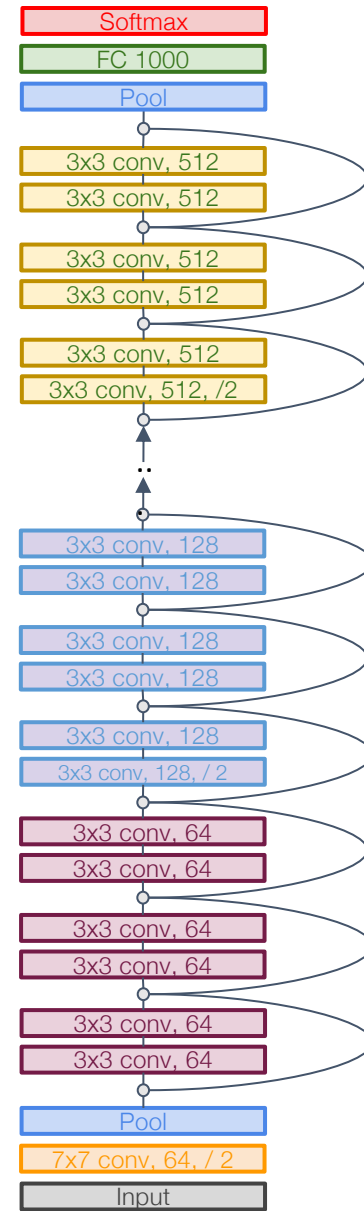 Softmax
FC 1000
Pool
3x3 conv, 512
3x3 conv, 512
3x3 conv, 512
3x3 conv, 512
3x3 conv, 512
3x3 conv, 512, /2
..
.
3x3 conv, 128
3x3 conv, 128
3x3 conv, 128
3x3 conv, 128
3x3 conv, 128
3x3 conv, 128, / 2
3x3 conv, 64
3x3 conv, 64
3x3 conv, 64
3x3 conv, 64
3x3 conv, 64
3x3 conv, 64
Pool
7x7 conv, 64, / 2
Input